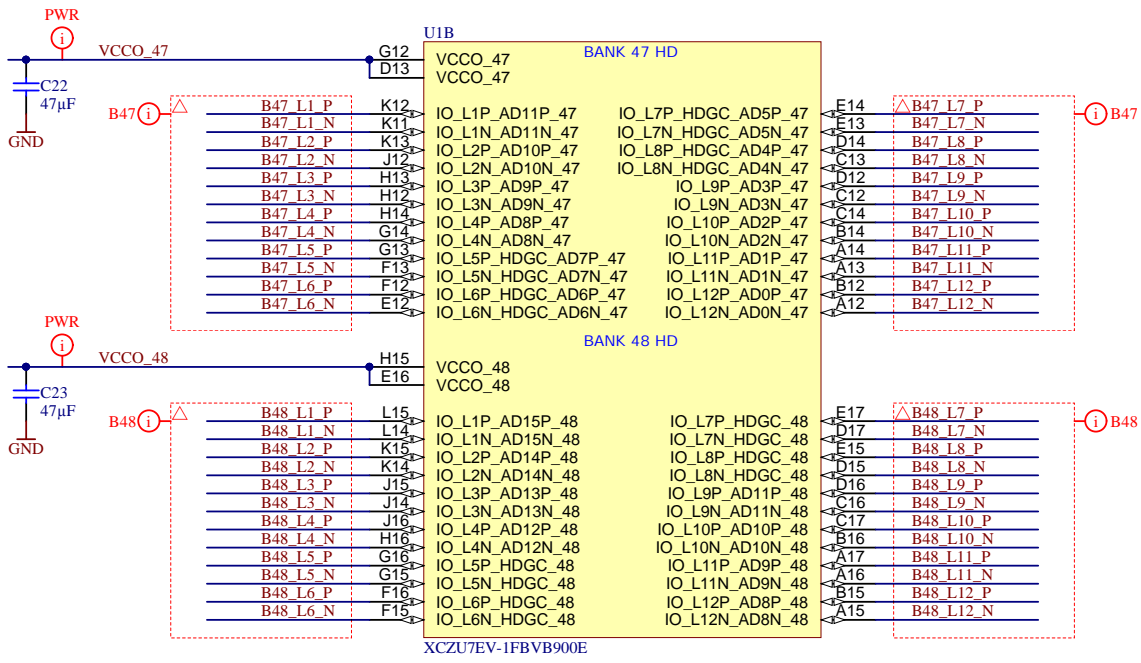 PWR
i
VCCO_47
C22
47µF
GND
U1B
BANK 47 HD
G12 VCCO_47
D13 VCCO_47
B47 i
B47_L1_P K12 IO_L1P_AD11P_47 IO_L7P_HDGC_AD5P_47 E14 B47_L7_P
B47_L1_N K11 IO_L1N_AD11N_47 IO_L7N_HDGC_AD5N_47 E13 B47_L7_N
B47_L2_P K13 IO_L2P_AD10P_47 IO_L8P_HDGC_AD4P_47 D14 B47_L8_P
B47_L2_N J12 IO_L2N_AD10N_47 IO_L8N_HDGC_AD4N_47 C13 B47_L8_N
B47_L3_P H13 IO_L3P_AD9P_47 IO_L9P_AD3P_47 D12 B47_L9_P
B47_L3_N H12 IO_L3N_AD9N_47 IO_L9N_AD3N_47 C12 B47_L9_N
B47_L4_P H14 IO_L4P_AD8P_47 IO_L10P_AD2P_47 C14 B47_L10_P
B47_L4_N G14 IO_L4N_AD8N_47 IO_L10N_AD2N_47 B14 B47_L10_N
B47_L5_P G13 IO_L5P_HDGC_AD7P_47 IO_L11P_AD1P_47 A14 B47_L11_P
B47_L5_N F13 IO_L5N_HDGC_AD7N_47 IO_L11N_AD1N_47 A13 B47_L11_N
B47_L6_P F12 IO_L6P_HDGC_AD6P_47 IO_L12P_AD0P_47 B12 B47_L12_P
B47_L6_N E12 IO_L6N_HDGC_AD6N_47 IO_L12N_AD0N_47 A12 B47_L12_N
i B47
PWR
i
VCCO_48
C23
47µF
GND
BANK 48 HD
H15 VCCO_48
E16 VCCO_48
B48 i
B48_L1_P L15 IO_L1P_AD15P_48 IO_L7P_HDGC_48 E17 B48_L7_P
B48_L1_N L14 IO_L1N_AD15N_48 IO_L7N_HDGC_48 D17 B48_L7_N
B48_L2_P K15 IO_L2P_AD14P_48 IO_L8P_HDGC_48 E15 B48_L8_P
B48_L2_N K14 IO_L2N_AD14N_48 IO_L8N_HDGC_48 D15 B48_L8_N
B48_L3_P J15 IO_L3P_AD13P_48 IO_L9P_AD11P_48 D16 B48_L9_P
B48_L3_N J14 IO_L3N_AD13N_48 IO_L9N_AD11N_48 C16 B48_L9_N
B48_L4_P J16 IO_L4P_AD12P_48 IO_L10P_AD10P_48 C17 B48_L10_P
B48_L4_N H16 IO_L4N_AD12N_48 IO_L10N_AD10N_48 B16 B48_L10_N
B48_L5_P G16 IO_L5P_HDGC_48 IO_L11P_AD9P_48 A17 B48_L11_P
B48_L5_N G15 IO_L5N_HDGC_48 IO_L11N_AD9N_48 A16 B48_L11_N
B48_L6_P F16 IO_L6P_HDGC_48 IO_L12P_AD8P_48 B15 B48_L12_P
B48_L6_N F15 IO_L6N_HDGC_48 IO_L12N_AD8N_48 A15 B48_L12_N
i B48
XCZU7EV-1FBVB900E